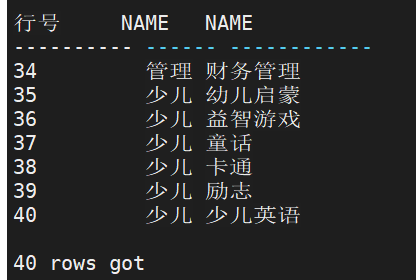 行号 NAME NAME
---------- ------ ------------
34 管理 财务管理
35 少儿 幼儿启蒙
36 少儿 益智游戏
37 少儿 童话
38 少儿 卡通
39 少儿 励志
40 少儿 少儿英语
40 rows got